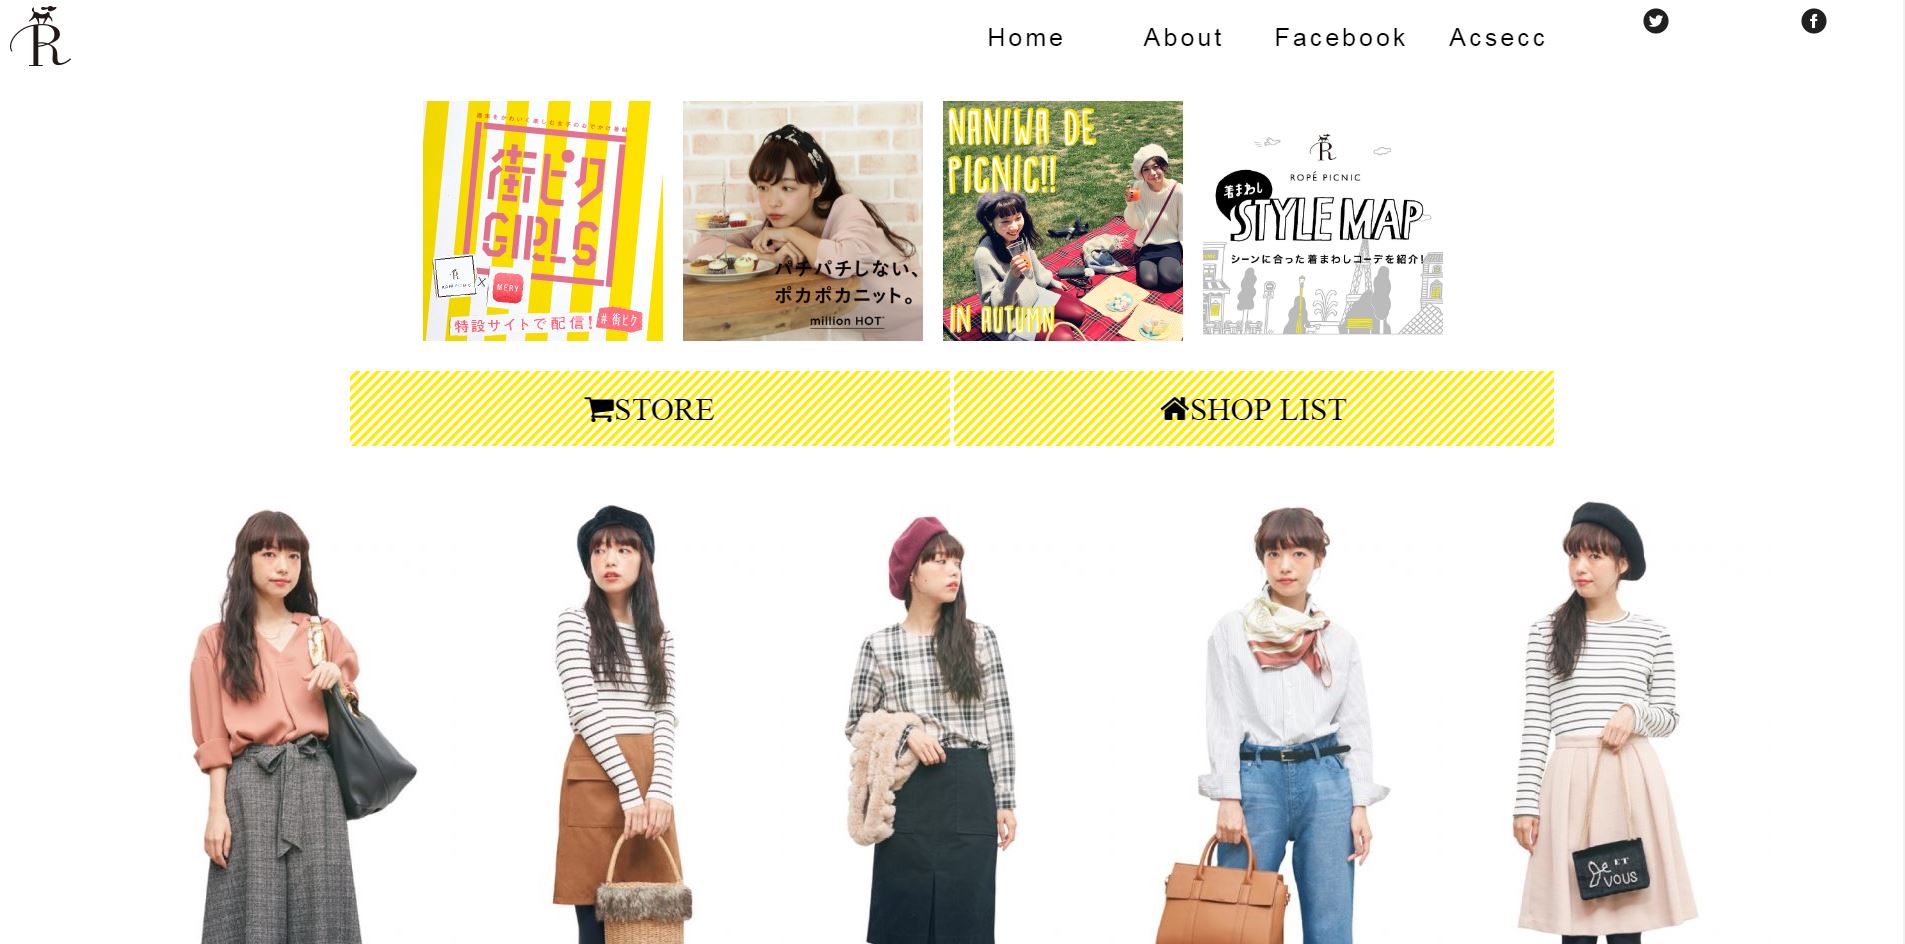 R
Home
About
Facebook
Acsecc
街ピク
GIRLS
X
MERY
特設サイトで配信!
#街ピク
パチパチしない、
ポカポカニット。
million HOT
NANIWA DE
PICNIC!!
IN AUTUMN
R
ROPÉ PICNIC
着まわし
STYLE MAP
シーンに合った着まわしコーデを紹介!
STORE
SHOP LIST
Je ET
VOUS